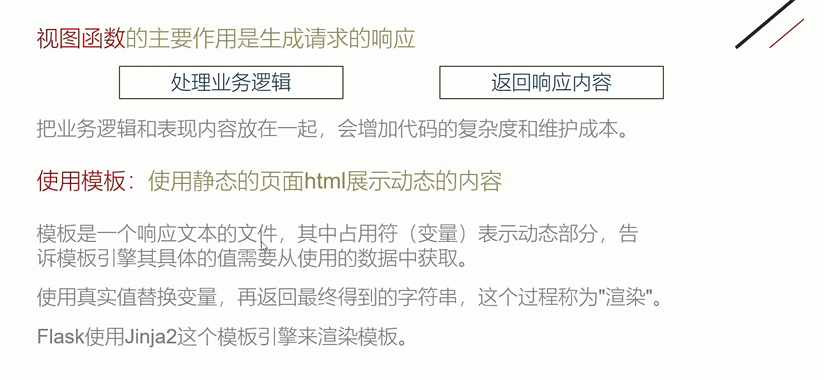 视图函数的主要作用是生成请求的响应
处理业务逻辑
返回响应内容
把业务逻辑和表现内容放在一起，会增加代码的复杂度和维护成本。
使用模板：使用静态的页面html展示动态的内容
模板是一个响应文本的文件，其中占用符（变量）表示动态部分，告
诉模板引擎其具体的值需要从使用的数据中获取。
使用真实值替换变量，再返回最终得到的字符串，这个过程称为"渲染"。
Flask使用Jinja2这个模板引擎来渲染模板。